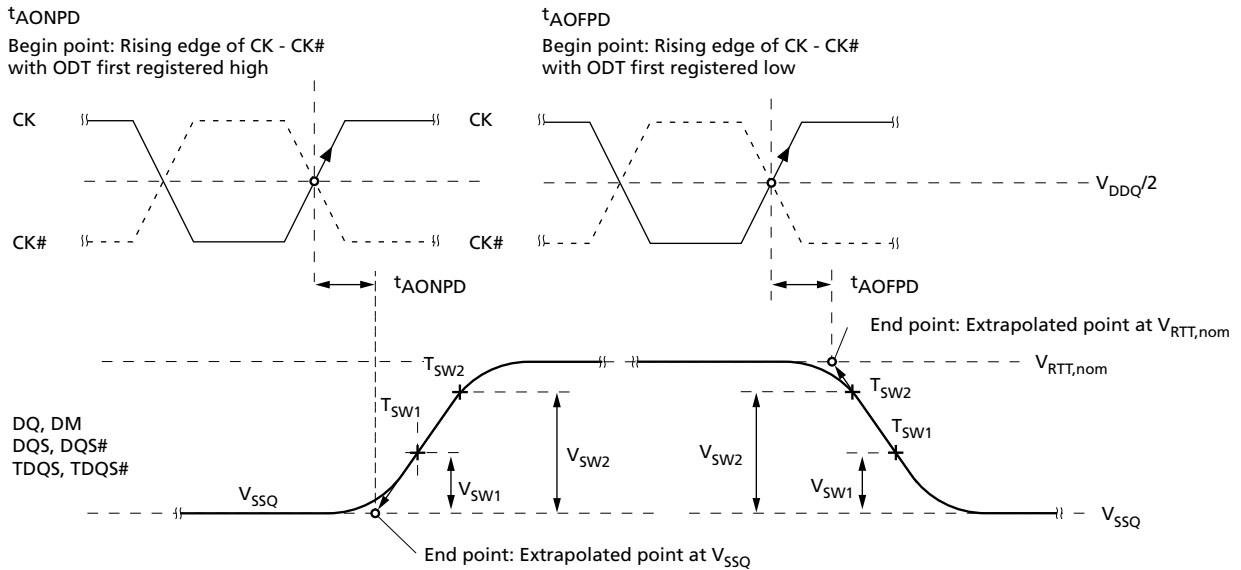 tAONPD
Begin point: Rising edge of CK - CK#
with ODT first registered high
tAOFPD
Begin point: Rising edge of CK - CK#
with ODT first registered low
CK
CK
VDDQ/2
CK#
CK#
tAONPD
tAOFPD
End point: Extrapolated point at VRTT,nom
TSW2
VRTT,nom
TSW2
TSW1
TSW1
DQ, DM
DQS, DQS#
TDQS, TDQS#
VSW2
VSW2
VSW1
VSW1
VSSQ
VSSQ
End point: Extrapolated point at VSSQ